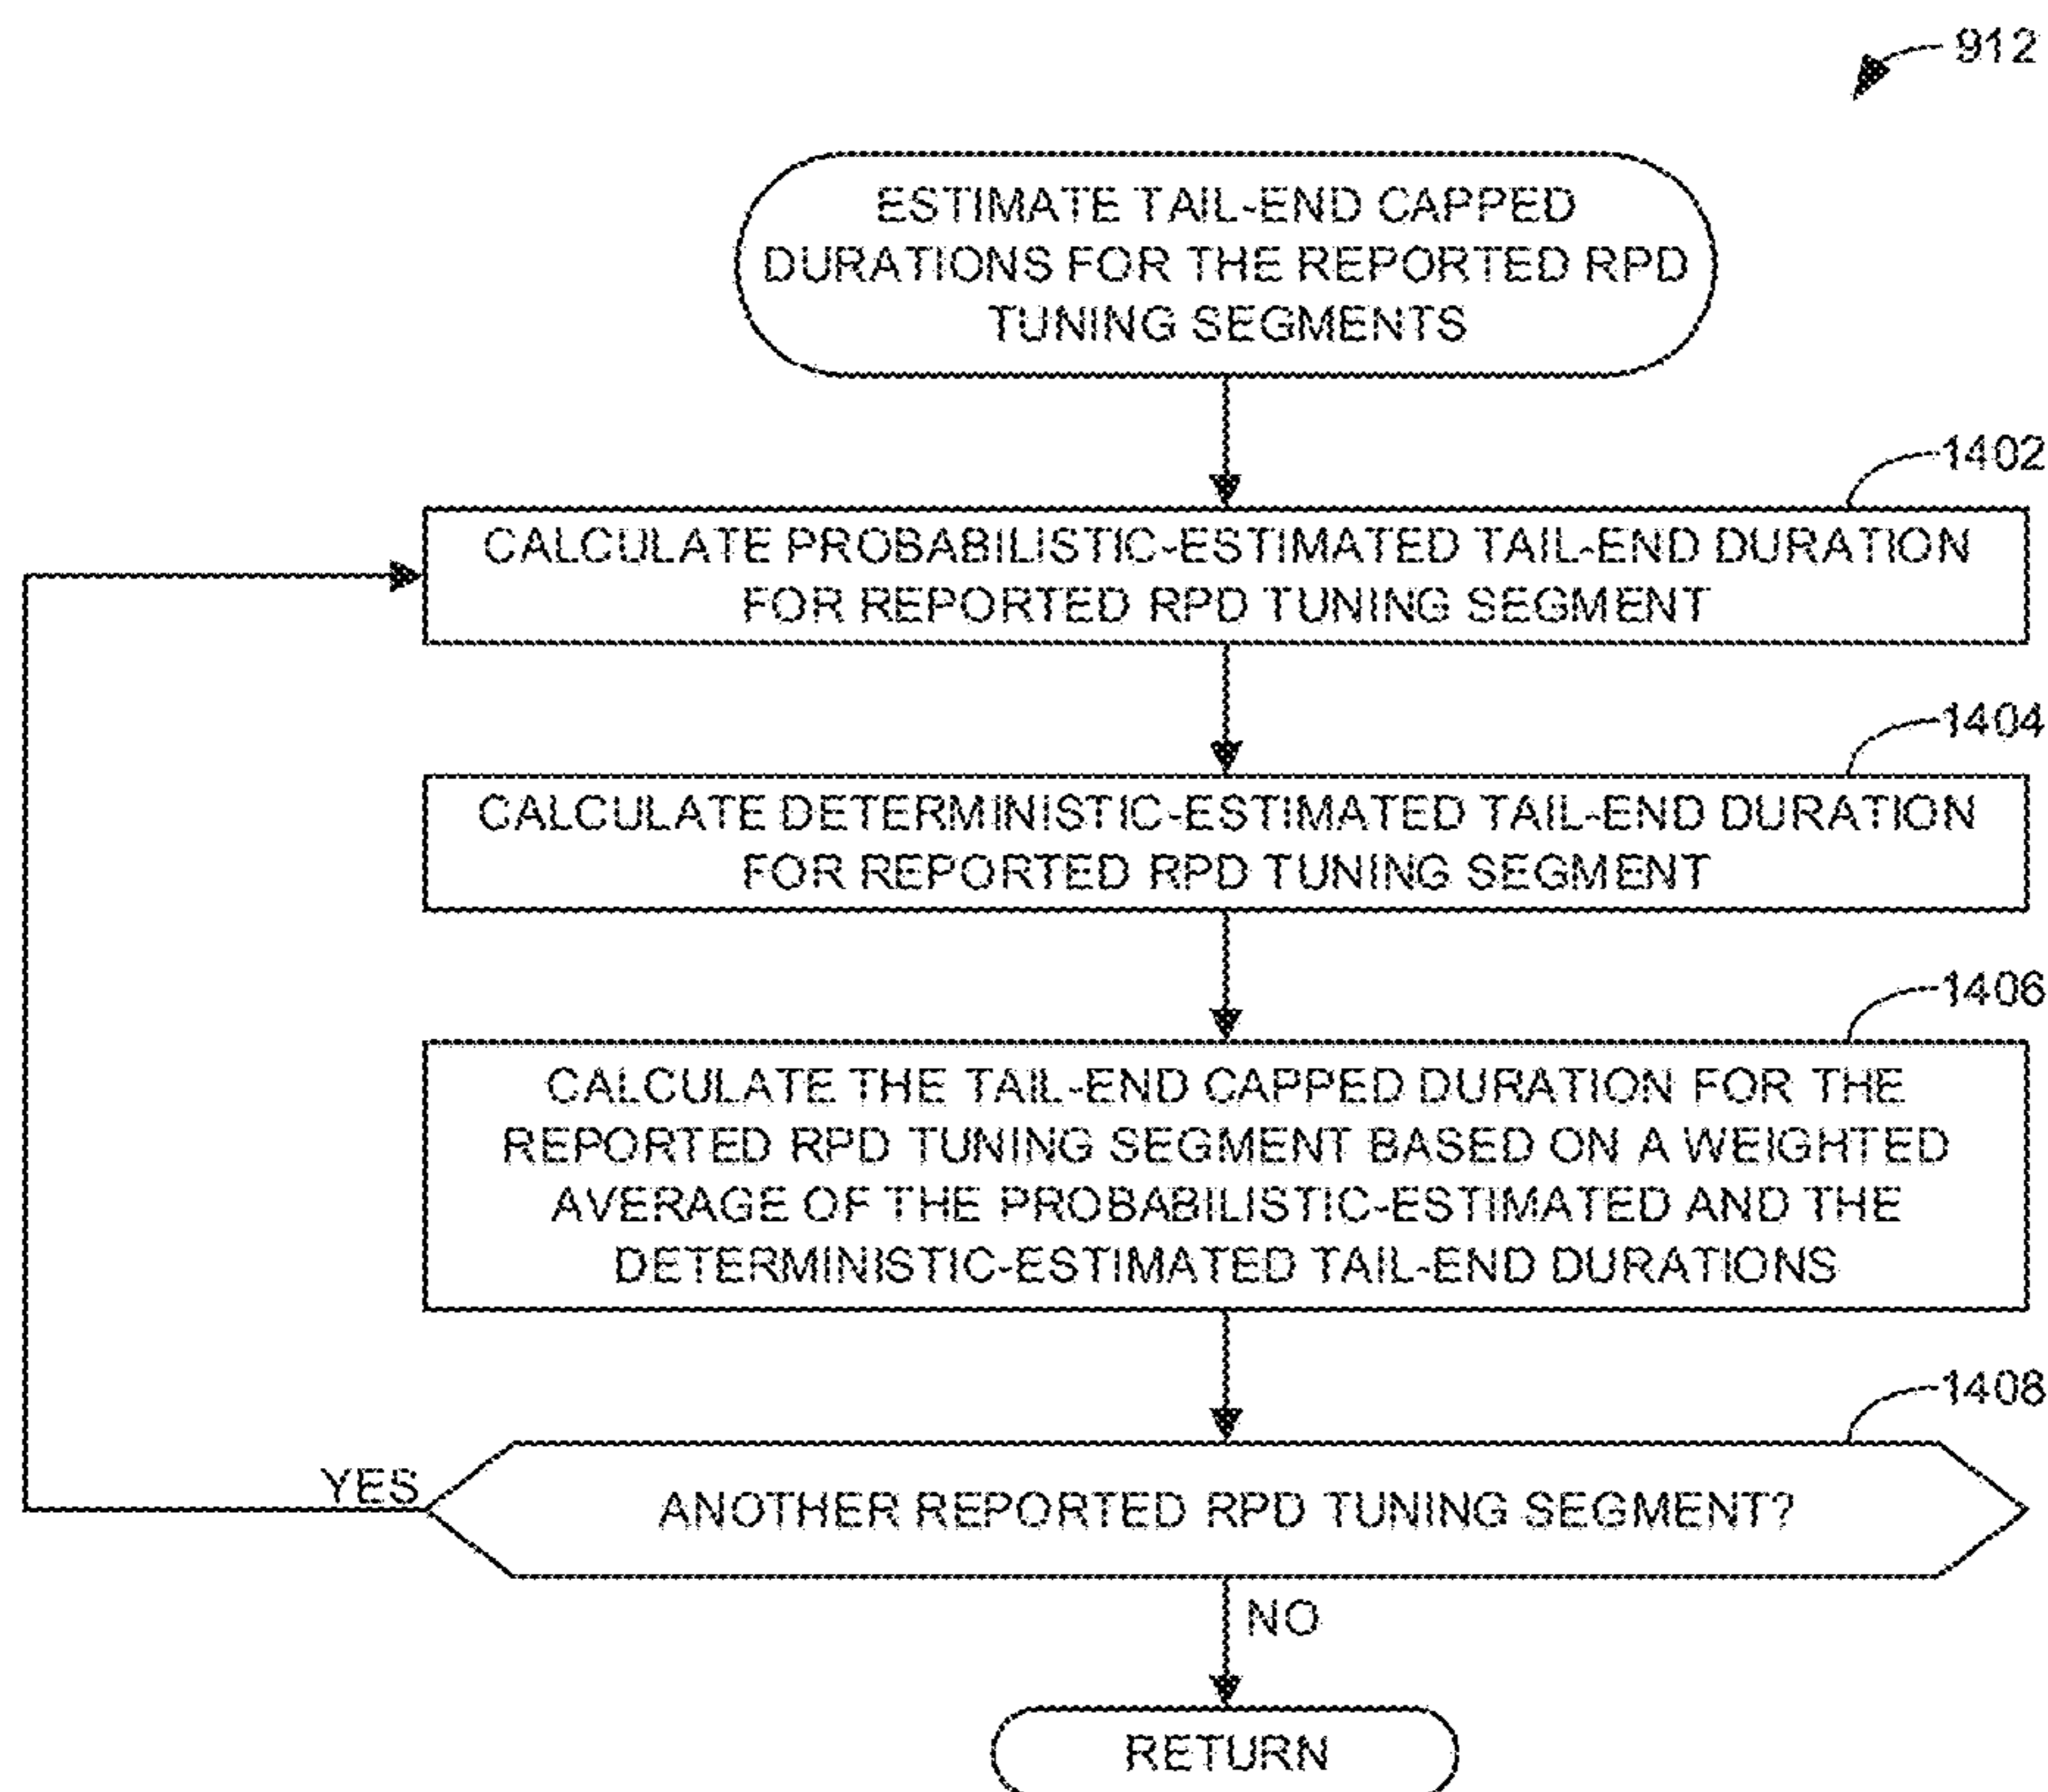 912
ESTIMATE TAIL-END CAPPED
DURATIONS FOR THE REPORTED RPD
TUNING SEGMENTS
1402
CALCULATE PROBABILISTIC-ESTIMATED TAIL-END DURATION
FOR REPORTED RPD TUNING SEGMENT
1404
CALCULATE DETERMINISTIC-ESTIMATED TAIL-END DURATION
FOR REPORTED RPD TUNING SEGMENT
1406
CALCULATE THE TAIL-END CAPPED DURATION FOR THE
REPORTED RPD TUNING SEGMENT BASED ON A WEIGHTED
AVERAGE OF THE PROBABILISTIC-ESTIMATED AND THE
DETERMINISTIC-ESTIMATED TAIL-END DURATIONS
1408
YES
ANOTHER REPORTED RPD TUNING SEGMENT?
NO
RETURN